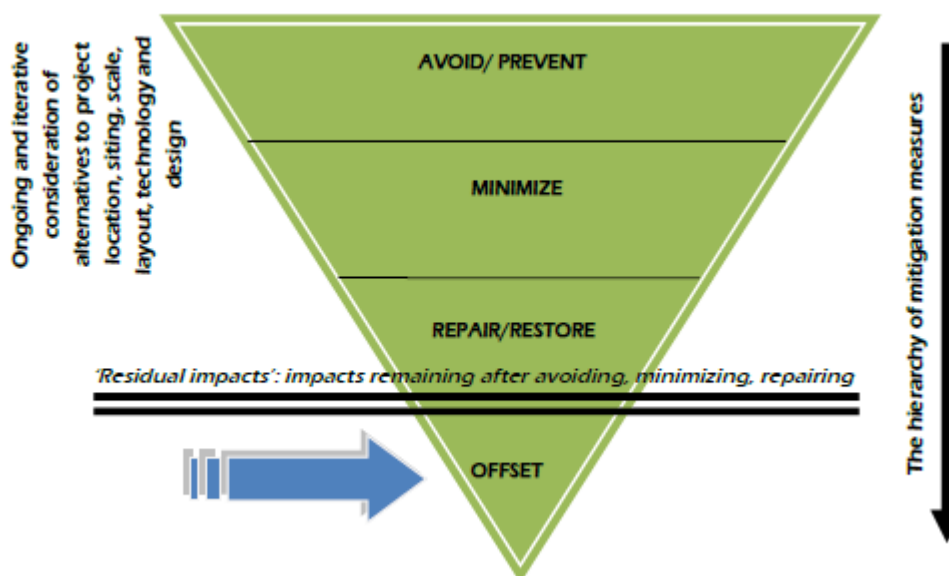 Ongoing and iterative
consideration of
alternatives to project
location, siting, scale,
layout, technology and
design
AVOID/ PREVENT
MINIMIZE
REPAIR/RESTORE
'Residual impacts': impacts remaining after avoiding, minimizing, repairing
OFFSET
The hierarchy of mitigation measures